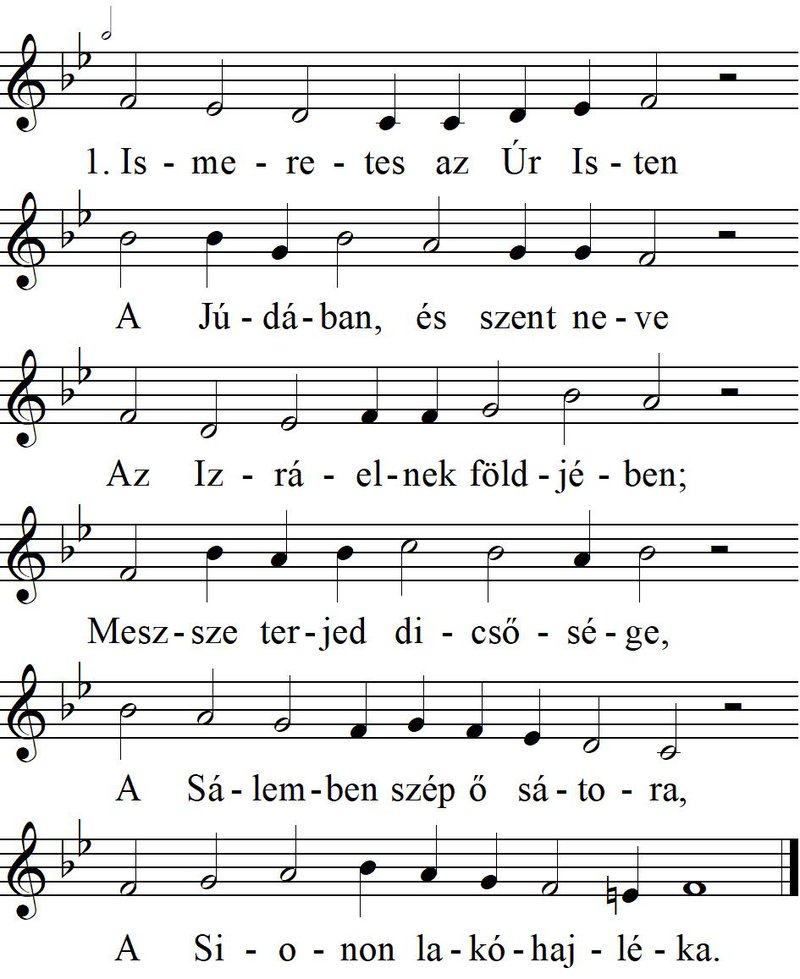 1. Is - me - re - tes az Úr Is - ten
A Jú - dá - ban, és szent ne - ve
Az Iz - rá - el - nek föld - jé - ben;
Mesz - sze ter - jed di - cső - sé - ge,
A Sá - lem - ben szép ő sá - to - ra,
A Si - o - non la - kó - haj - lé - ka.